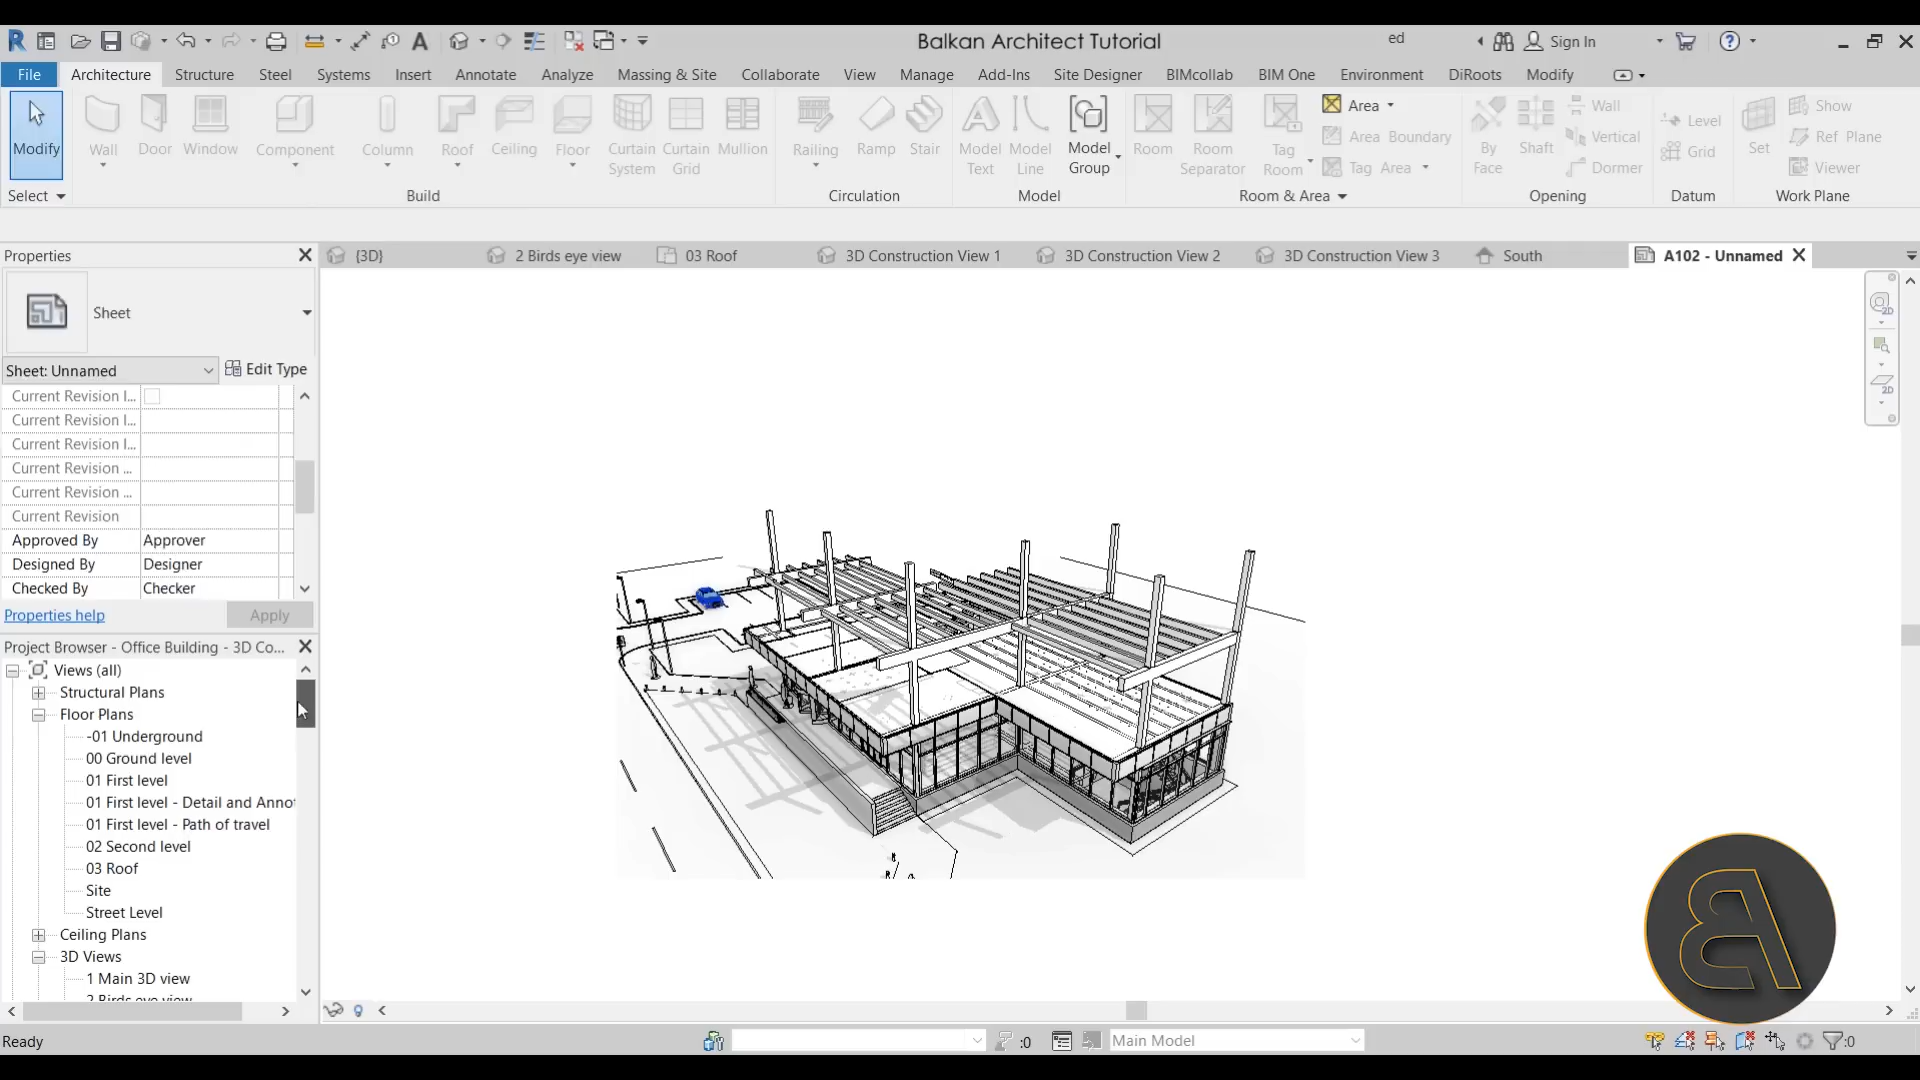 Balkan Architect Tutorial
ed
Sign In
File
Architecture
Structure
Steel
Systems
Insert
Annotate
Analyze
Massing & Site
Collaborate
View
Manage
Add-Ins
Site Designer
BIMcollab
BIM One
Environment
DiRoots
Modify
Modify
Wall
Door
Window
Component
Column
Roof
Ceiling
Floor
Curtain
System
Curtain
Grid
Mullion
Railing
Ramp
Stair
Model
Text
Model
Line
Model
Group
Room
Room
Separator
Tag
Room
Area
Area Boundary
Tag Area
By
Face
Shaft
Wall
Vertical
Dormer
Level
Grid
Set
Show
Ref Plane
Viewer
Select
Build
Circulation
Model
Room & Area
Opening
Datum
Work Plane
Properties
{3D}
2 Birds eye view
03 Roof
3D Construction View 1
3D Construction View 2
3D Construction View 3
South
A102 - Unnamed
Sheet
Sheet: Unnamed
Edit Type
Current Revision I...
Current Revision I...
Current Revision I...
Current Revision ...
Current Revision ...
Current Revision
Approved By Approver
Designed By Designer
Checked By Checker
Properties help
Apply
Project Browser - Office Building - 3D Co...
Views (all)
Structural Plans
Floor Plans
-01 Underground
00 Ground level
01 First level
01 First level - Detail and Annot
01 First level - Path of travel
02 Second level
03 Roof
Site
Street Level
Ceiling Plans
3D Views
1 Main 3D view
2 Birds eye view
2D
2D
Ready
:0
Main Model
:0